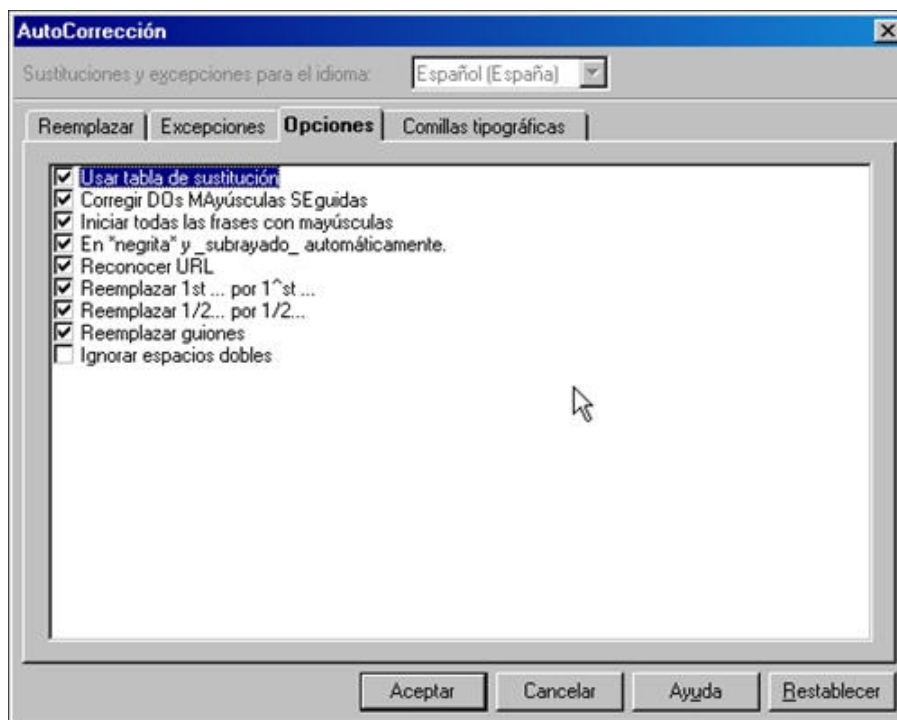 AutoCorrección
Sustituciones y excepciones para el idioma: Español (España)
Reemplazar Excepciones Opciones Comillas tipográficas
Usar tabla de sustitución
Corregir DOs MAyúsculas SEguidas
Iniciar todas las frases con mayúsculas
En *negrita* y _subrayado_ automáticamente.
Reconocer URL
Reemplazar 1st ... por 1^st ...
Reemplazar 1/2... por 1/2...
Reemplazar guiones
Ignorar espacios dobles
Aceptar Cancelar Ayuda Restablecer